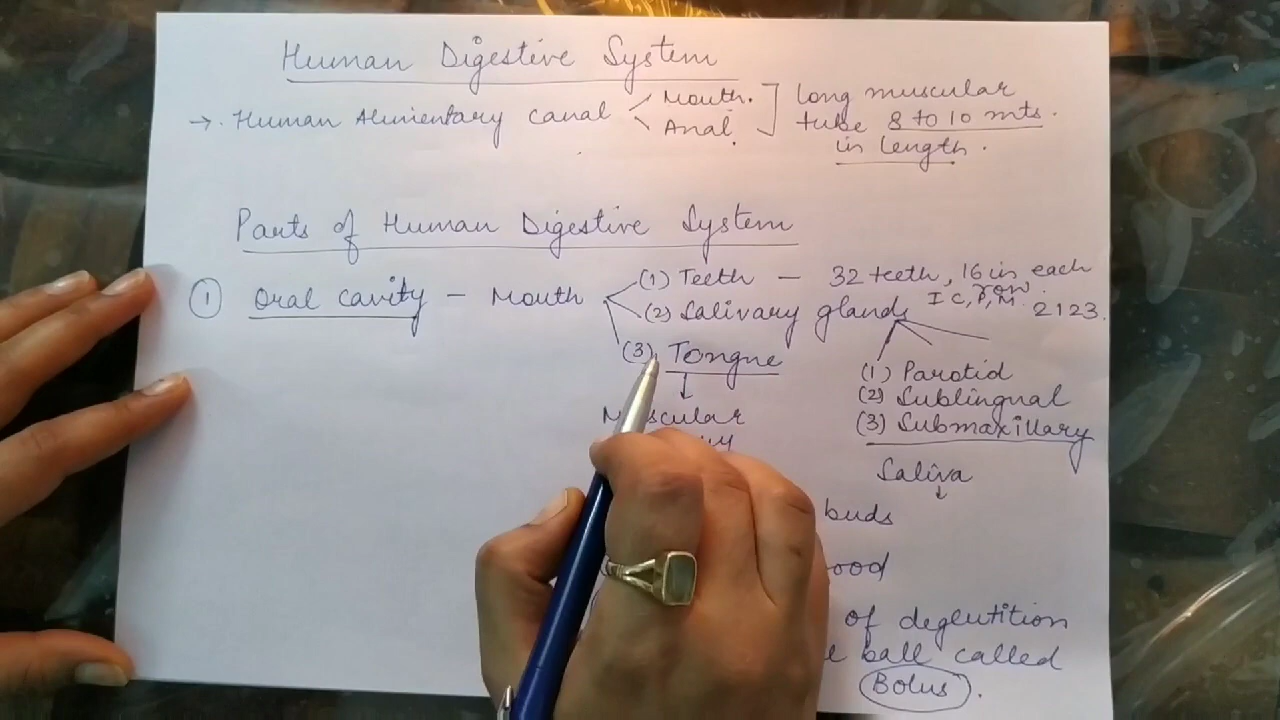 Human Digestive System
→ Human Alimentary canal Mouth. long muscular
Anal tube 8 to 10 mts.
in length.
Parts of Human Digestive System
① Oral cavity - Mouth (1) Teeth - 32 teeth, 16 in each
row.
(2) Salivary glands I C, P, M. 2123.
(3) Tongue
(1) Parotid
(2) Sublingual
Muscular
(3) Submaxillary
Saliva
↓
buds
of deglutition
ball called
Bolus.